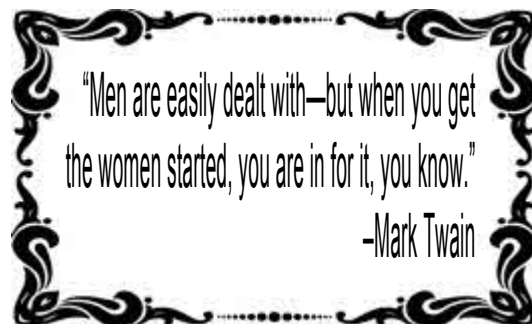 “Men are easily dealt with—but when you get
the women started, you are in for it, you know.”
–Mark Twain